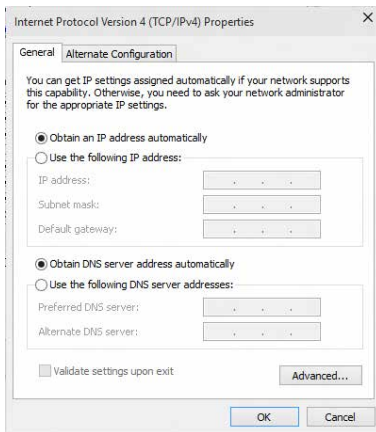 Internet Protocol Version 4 (TCP/IPv4) Properties
General
Alternate Configuration
You can get IP settings assigned automatically if your network supports
this capability. Otherwise, you need to ask your network administrator
for the appropriate IP settings.
Obtain an IP address automatically
Use the following IP address:
IP address:
Subnet mask:
Default gateway:
Obtain DNS server address automatically
Use the following DNS server addresses:
Preferred DNS server:
Alternate DNS server:
Validate settings upon exit
Advanced...
OK
Cancel